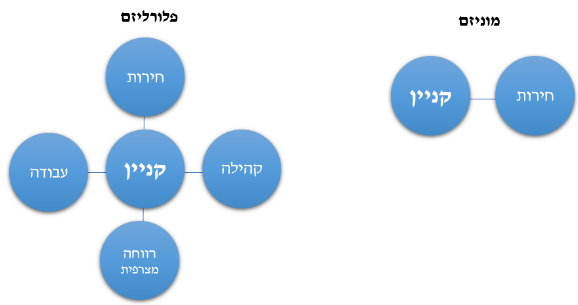 מוניזם
חירות
קניין
פלורליזם
חירות
קהילה
קניין
עבודה
רווחה
מצרפית